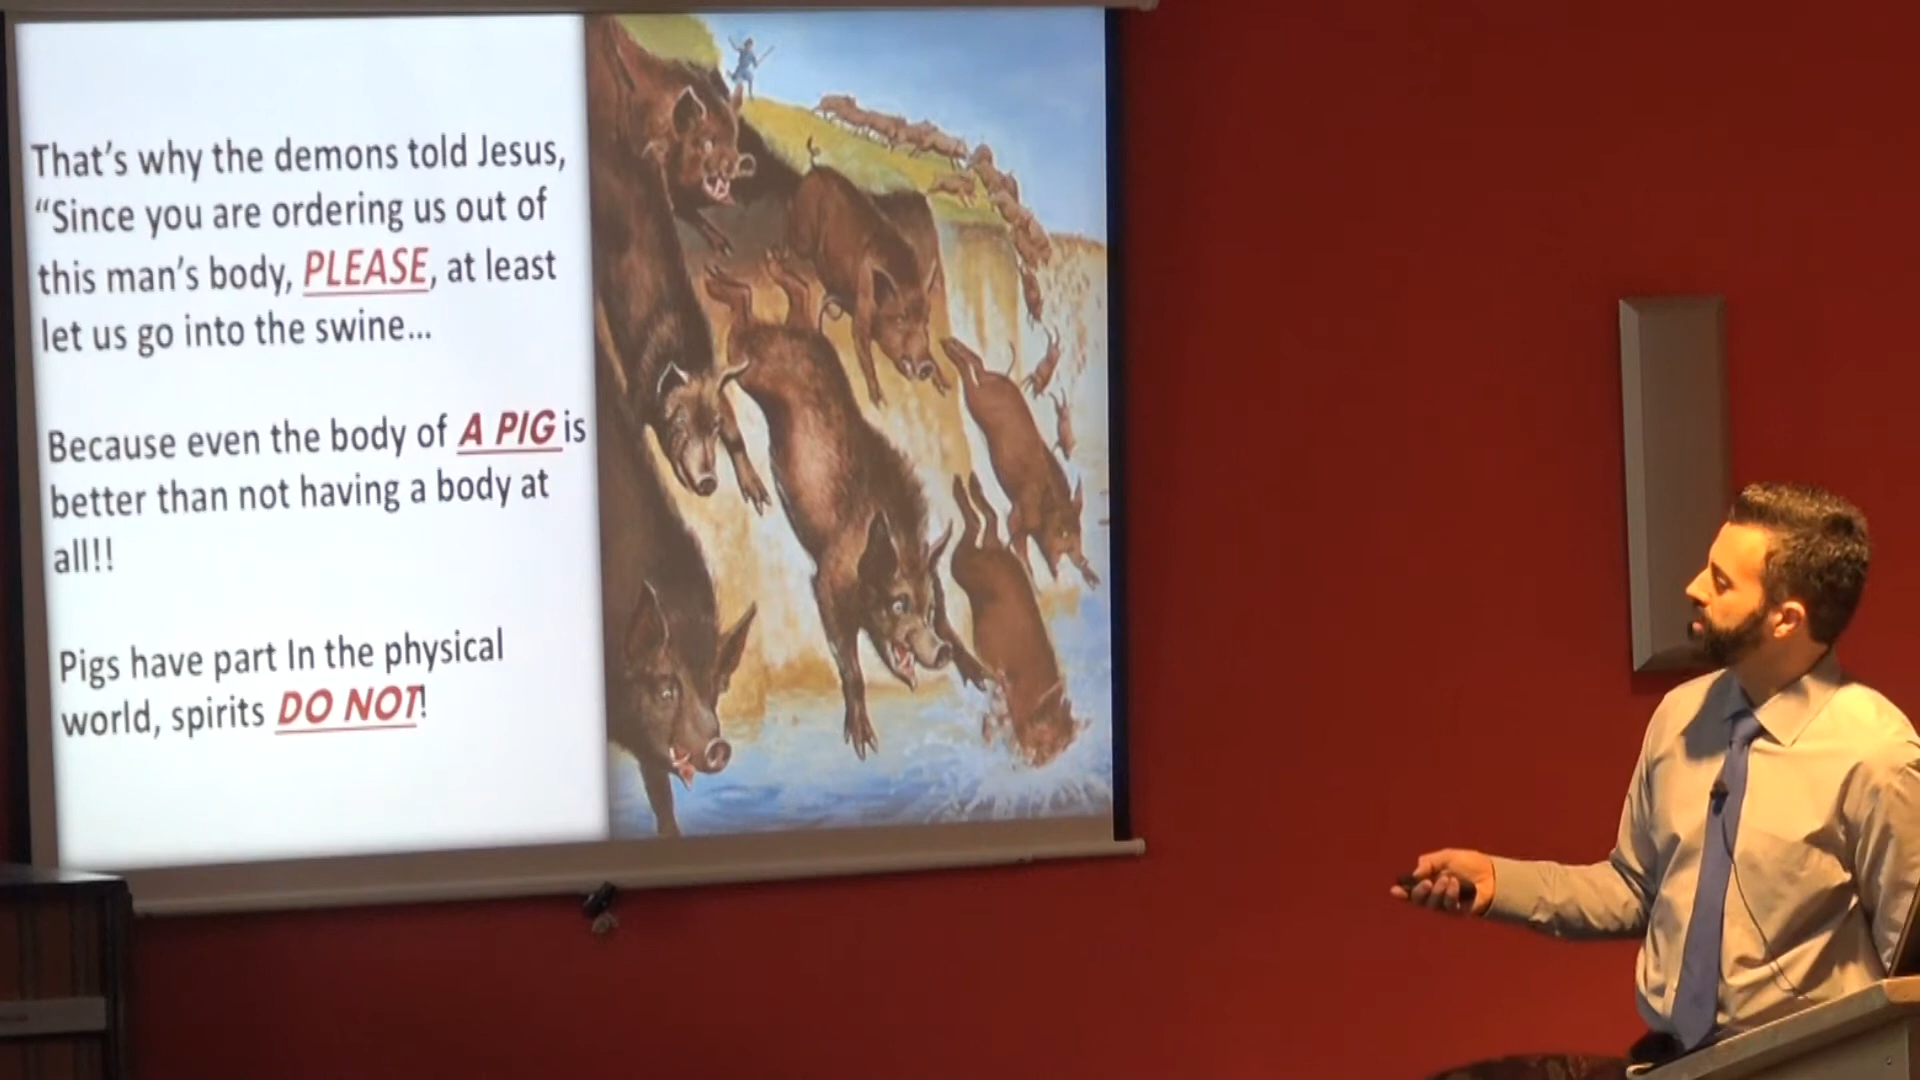 That's why the demons told Jesus,
“Since you are ordering us out of
this man's body, PLEASE, at least
let us go into the swine...
Because even the body of A PIG is
better than not having a body at
all!!
Pigs have part In the physical
world, spirits DO NOT!